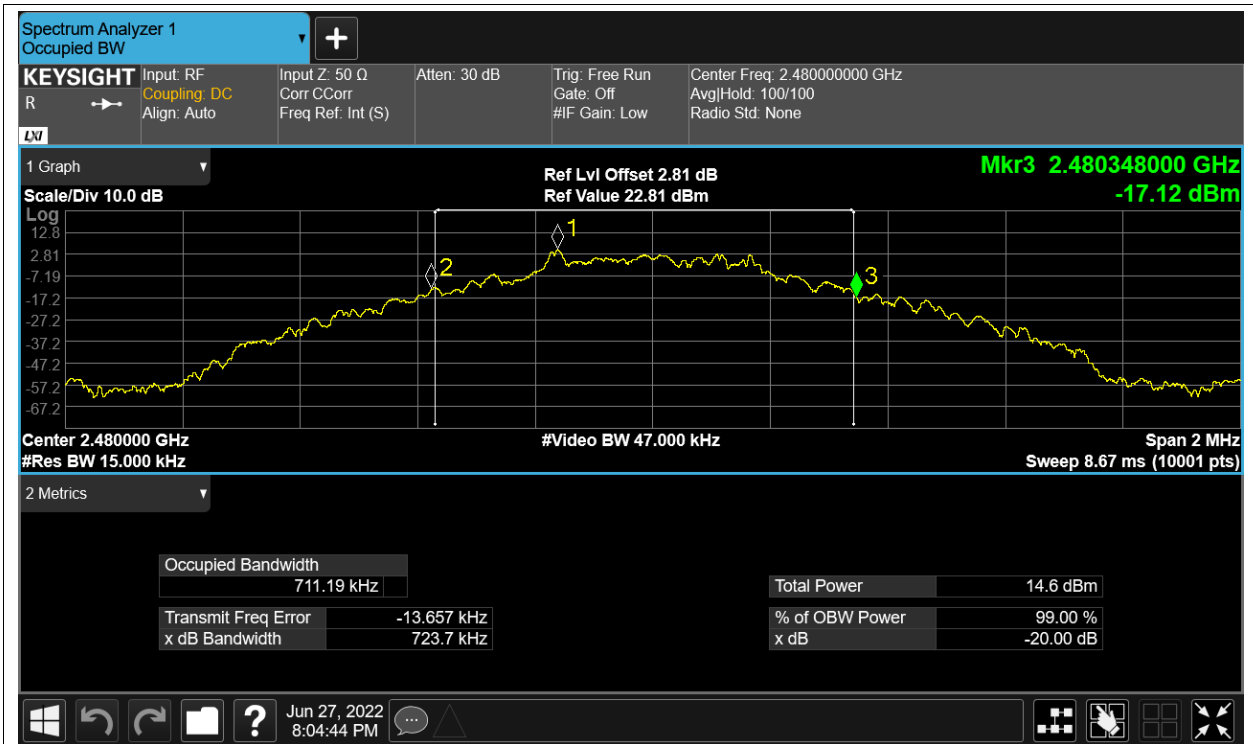 Spectrum Analyzer 1
Occupied BW
KEYSIGHT
R
LXI
Input: RF
Coupling: DC
Align: Auto
Input Z: 50 Ω
Corr CCorr
Freq Ref: Int (S)
Atten: 30 dB
Trig: Free Run
Gate: Off
#IF Gain: Low
Center Freq: 2.480000000 GHz
Avg|Hold: 100/100
Radio Std: None
1 Graph
Scale/Div 10.0 dB
Ref Lvl Offset 2.81 dB
Ref Value 22.81 dBm
Mkr3 2.480348000 GHz
-17.12 dBm
Log
12.8
2.81
-7.19
-17.2
-27.2
-37.2
-47.2
-57.2
-67.2
1
2
3
Center 2.480000 GHz
#Res BW 15.000 kHz
#Video BW 47.000 kHz
Span 2 MHz
Sweep 8.67 ms (10001 pts)
2 Metrics
Occupied Bandwidth
711.19 kHz
Transmit Freq Error -13.657 kHz
x dB Bandwidth 723.7 kHz
Total Power 14.6 dBm
% of OBW Power 99.00 %
x dB -20.00 dB
?
Jun 27, 2022
8:04:44 PM